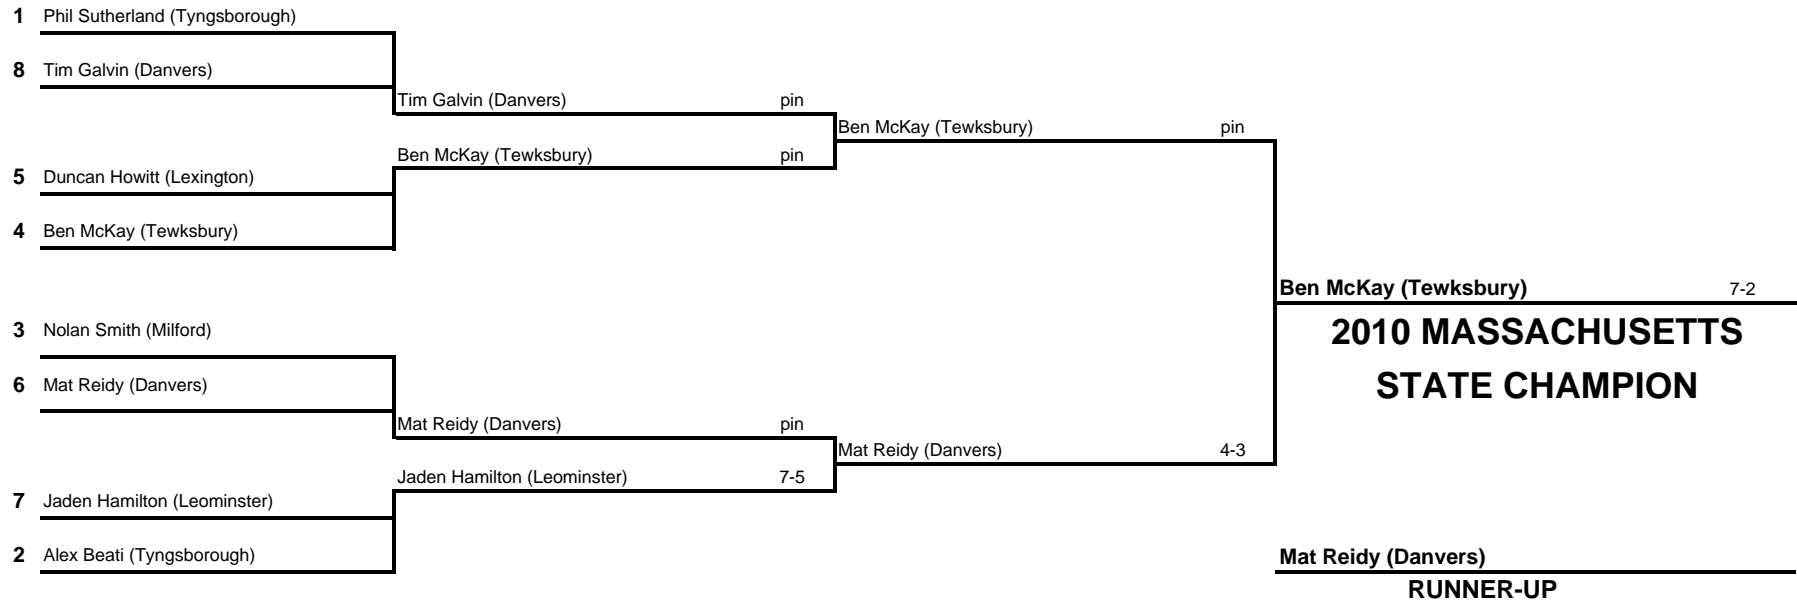 1 Phil Sutherland (Tyngsborough)
8 Tim Galvin (Danvers)
Tim Galvin (Danvers) pin
Ben McKay (Tewksbury) pin
Ben McKay (Tewksbury) pin
5 Duncan Howitt (Lexington)
4 Ben McKay (Tewksbury)
Ben McKay (Tewksbury) 7-2
2010 MASSACHUSETTS
STATE CHAMPION
3 Nolan Smith (Milford)
6 Mat Reidy (Danvers)
Mat Reidy (Danvers) pin
Mat Reidy (Danvers) 4-3
Jaden Hamilton (Leominster) 7-5
7 Jaden Hamilton (Leominster)
2 Alex Beati (Tyngsborough)
Mat Reidy (Danvers)
RUNNER-UP